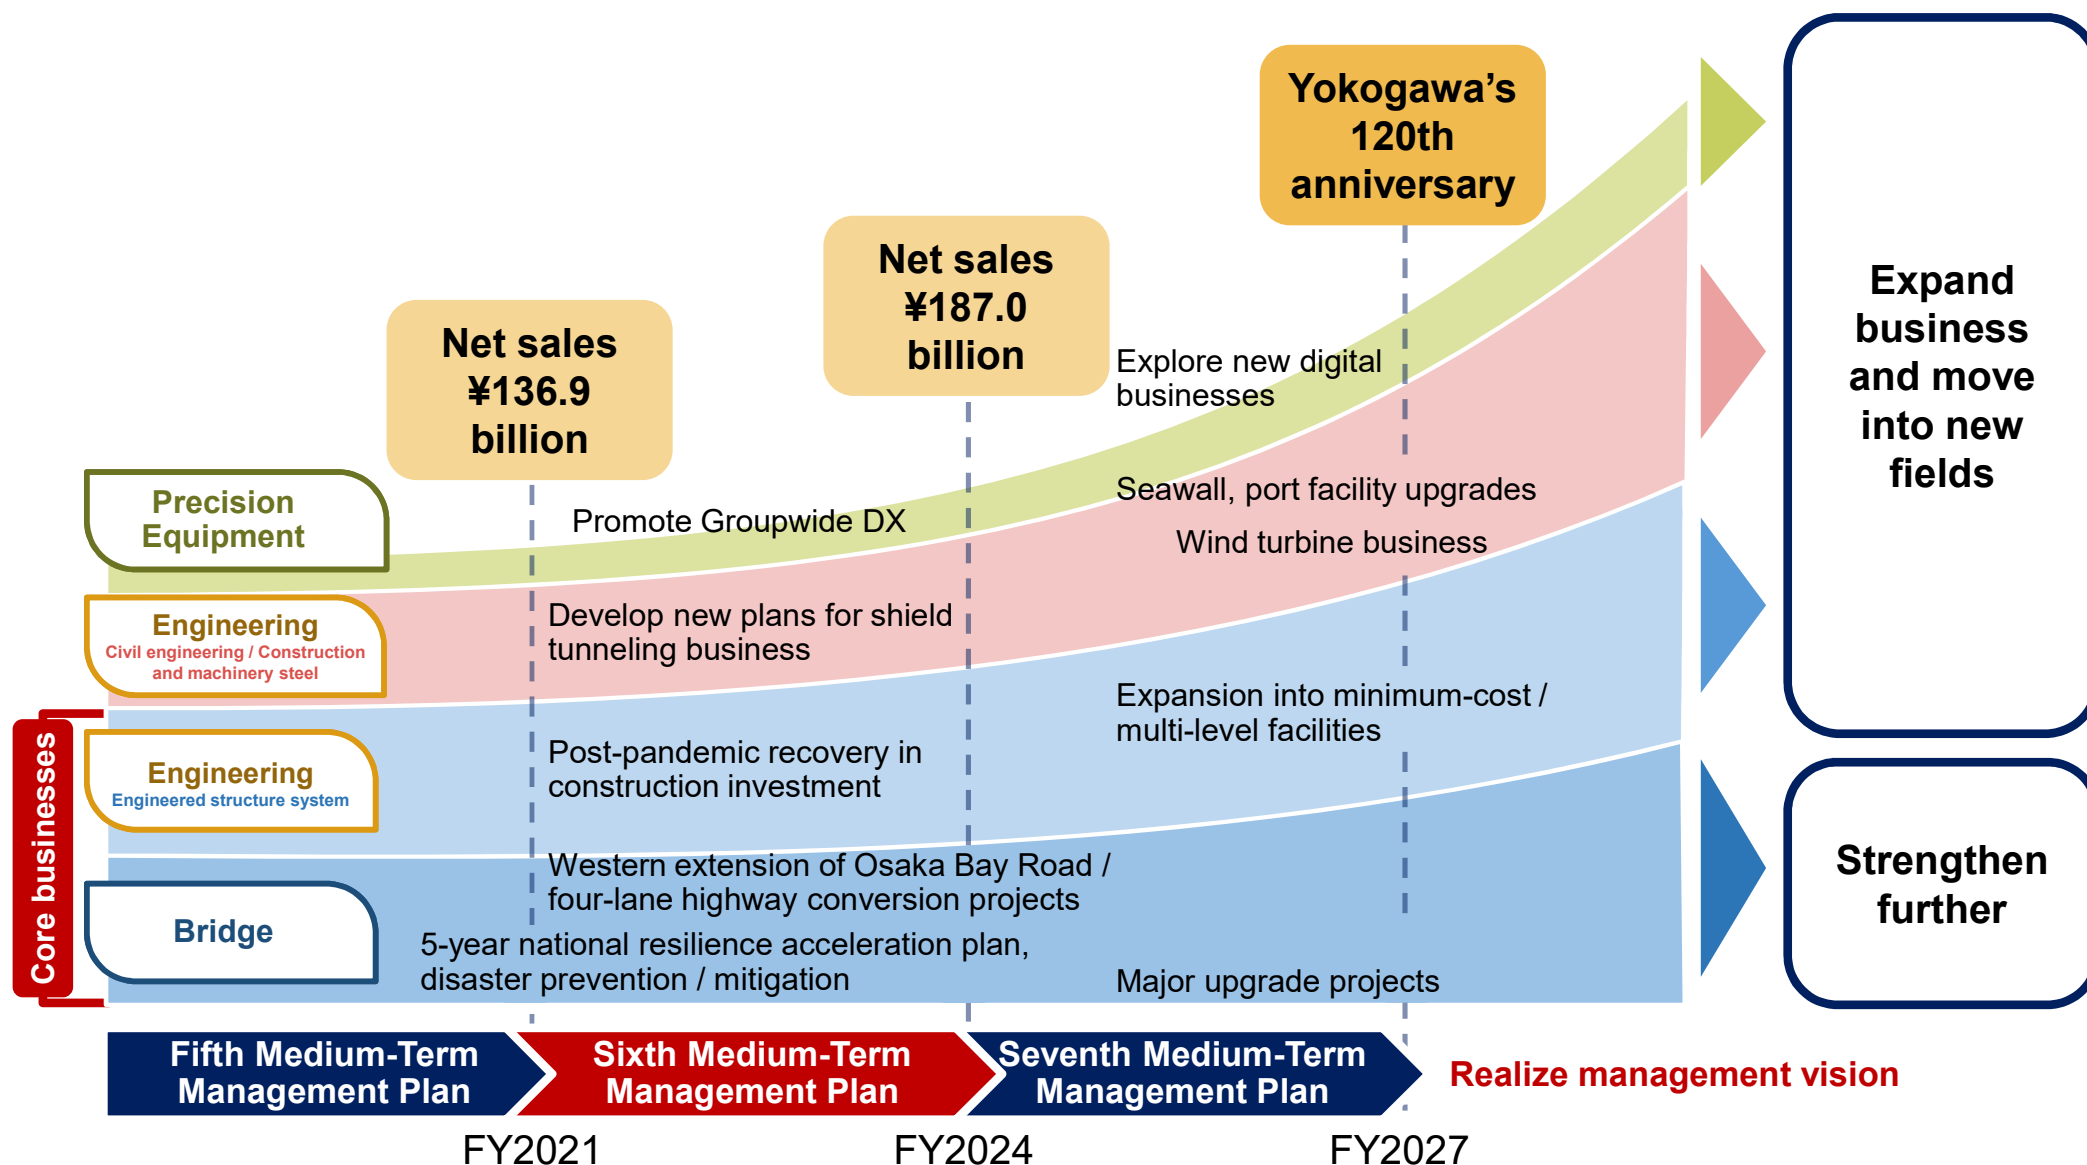 Yokogawa’s
120th
anniversary
Net sales
¥187.0
billion
Net sales
¥136.9
billion
Expand
business
and move
into new
fields
Explore new digital
businesses
Precision
Equipment
Promote Groupwide DX
Seawall, port facility upgrades
Wind turbine business
Engineering
Civil engineering / Construction
and machinery steel
Develop new plans for shield
tunneling business
Expansion into minimum-cost /
multi-level facilities
Core businesses
Engineering
Engineered structure system
Post-pandemic recovery in
construction investment
Western extension of Osaka Bay Road /
four-lane highway conversion projects
Bridge
5-year national resilience acceleration plan,
disaster prevention / mitigation
Major upgrade projects
Strengthen
further
Fifth Medium-Term
Management Plan
Sixth Medium-Term
Management Plan
Seventh Medium-Term
Management Plan
Realize management vision
FY2021
FY2024
FY2027